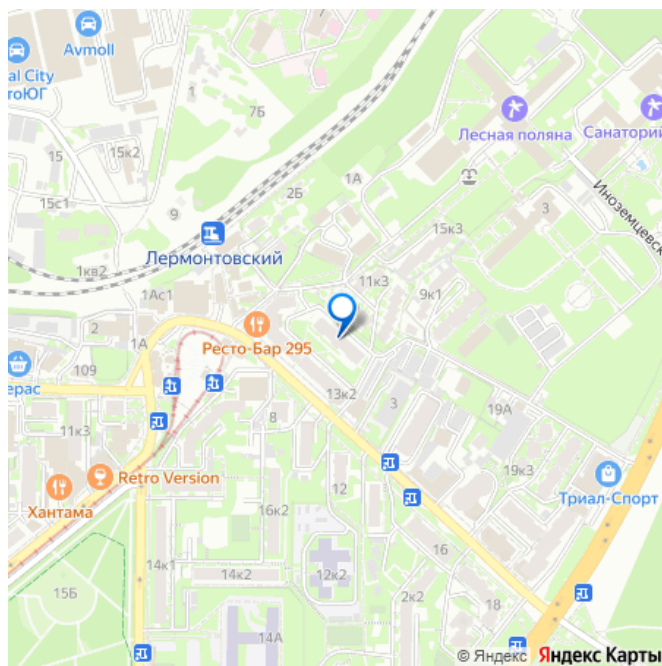 Avmoll
al City
тоЮГ
1
7Б
Лесная поляна
Санаторий
15
15к2
1А
2Б
Иноземцевск
15с1
9
15к3
3
Лермонтовский
1кв2
11к3
9к1
1Ас1
2
1А
Ресто-Бар 295
109
ерас
13к2
3
19А
11к3
8
Retro Version
19к3
Хантама
12
Триал-Спорт
16к2
16
14к1
14к2
12к2
15Б
2к2
18
14А
© Яндекс Яндекс Карты